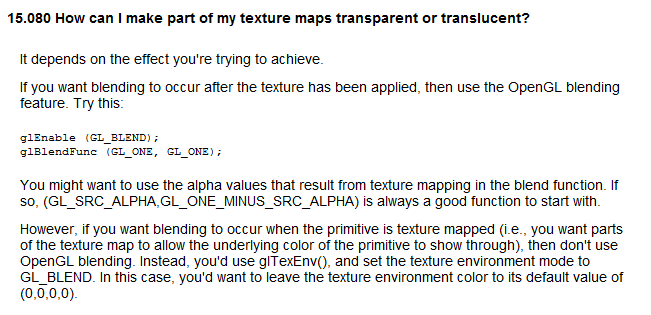 15.080 How can I make part of my texture maps transparent or translucent?
It depends on the effect you're trying to achieve.
If you want blending to occur after the texture has been applied, then use the OpenGL blending
feature. Try this:
glEnable (GL_BLEND);
glBlendFunc (GL_ONE, GL_ONE);
You might want to use the alpha values that result from texture mapping in the blend function. If
so, (GL_SRC_ALPHA,GL_ONE_MINUS_SRC_ALPHA) is always a good function to start with.
However, if you want blending to occur when the primitive is texture mapped (i.e., you want parts
of the texture map to allow the underlying color of the primitive to show through), then don't use
OpenGL blending. Instead, you'd use glTexEnv(), and set the texture environment mode to
GL_BLEND. In this case, you'd want to leave the texture environment color to its default value of
(0,0,0,0).